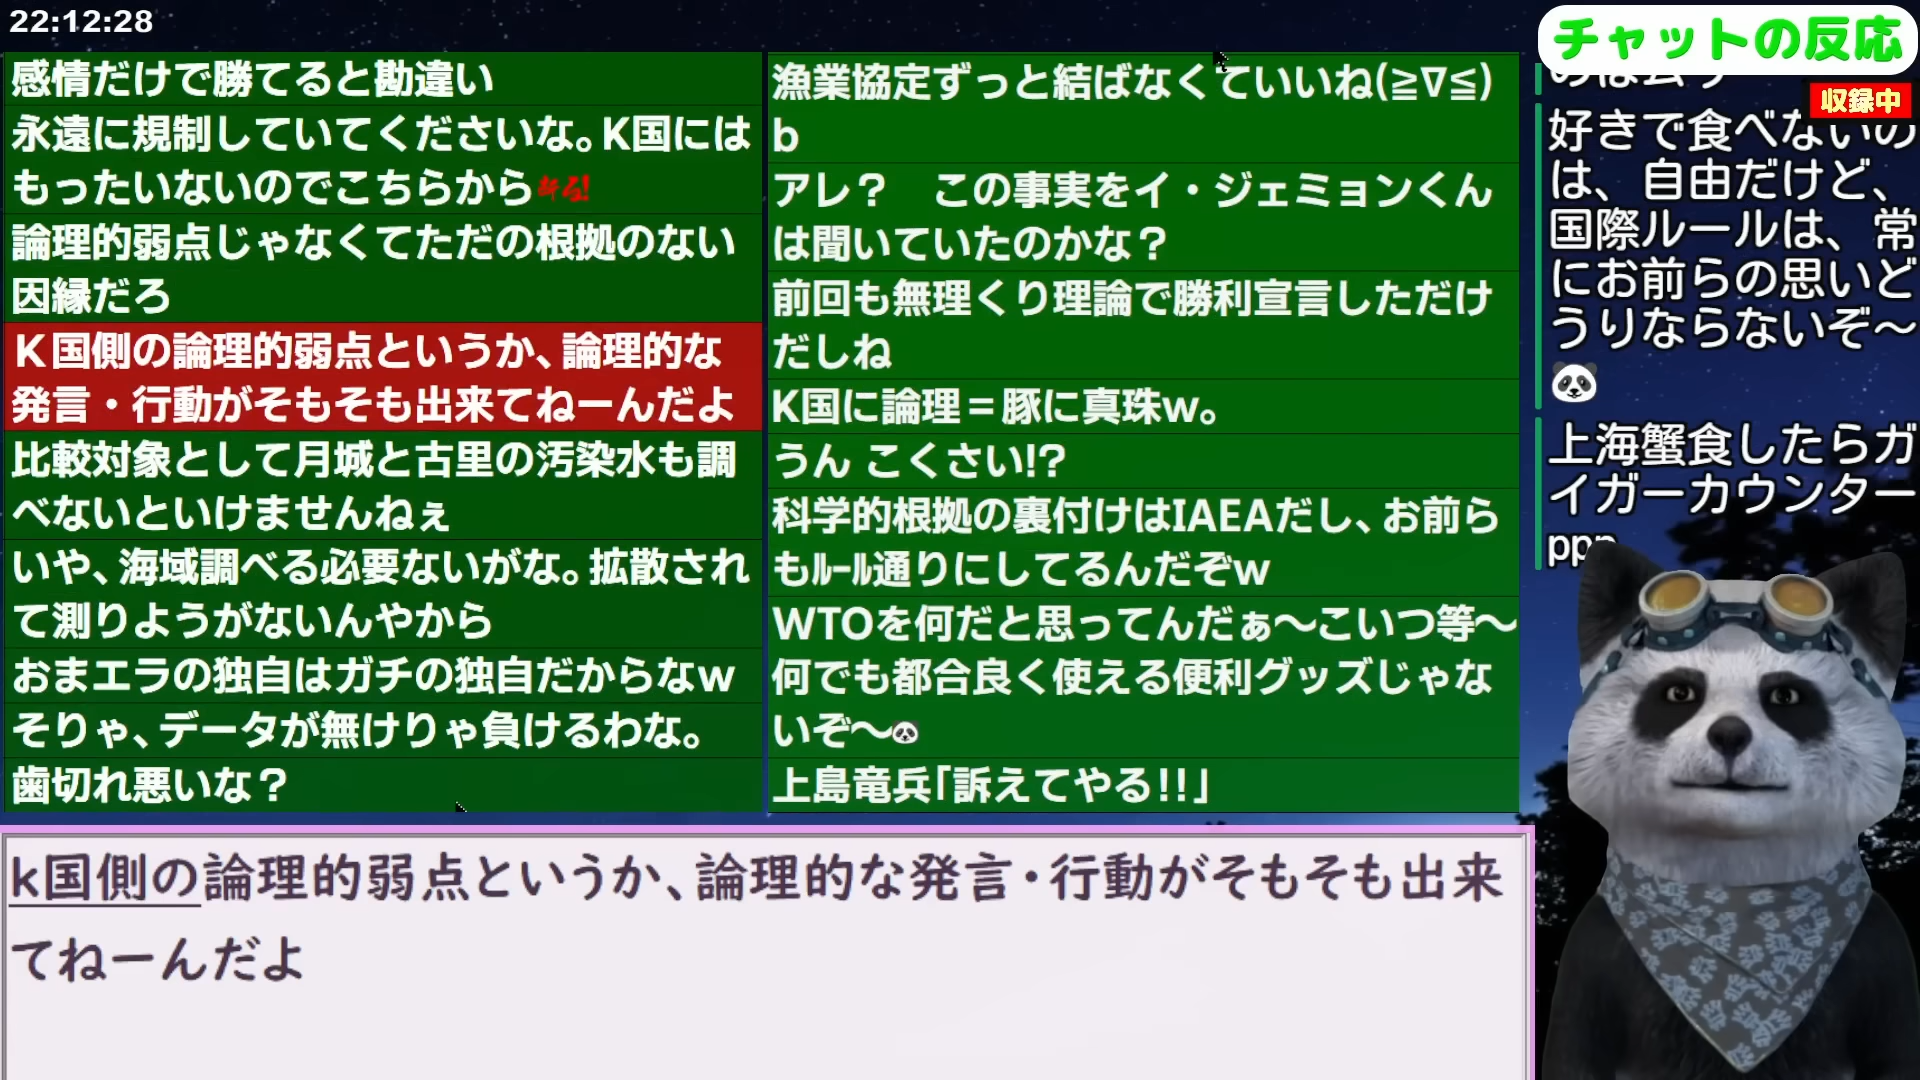 22:12:28
感情だけで勝てると勘違い
永遠に規制していてくださいな。K国には
もったいないのでこちらから
論理的弱点じゃなくてただの根拠のない
因縁だろ
K国側の論理的弱点というか、論理的な
発言・行動がそもそも出来てねーんだよ
比較対象として月城と古里の汚染水も調
べないといけませんねぇ
いや、海域調べる必要ないがな。拡散され
て測りようがないんやから
おまエラの独自はガチの独自だからなw
そりゃ、データが無けりゃ負けるわな。
歯切れ悪いな？
漁業協定ずっと結ばなくていいね(≧∇≦)
b
アレ？　この事実をイ・ジェミョンくん
は聞いていたのかな？
前回も無理くり理論で勝利宣言しただけ
だしね
K国に論理＝豚に真珠w。
うん こくさい!?
科学的根拠の裏付けはIAEAだし、お前ら
もﾙｰﾙ通りにしてるんだぞw
WTOを何だと思ってんだぁ～こいつ等～
何でも都合良く使える便利グッズじゃな
いぞ～🐼
上島竜兵｢訴えてやる!!｣
チャットの反応
収録中
好きで食べないの
は、自由だけど、
国際ルールは、常
にお前らの思いど
うりならないぞ～
🐼
上海蟹食したらガ
イガーカウンター
ppp
k国側の論理的弱点というか、論理的な発言・行動がそもそも出来
てねーんだよ